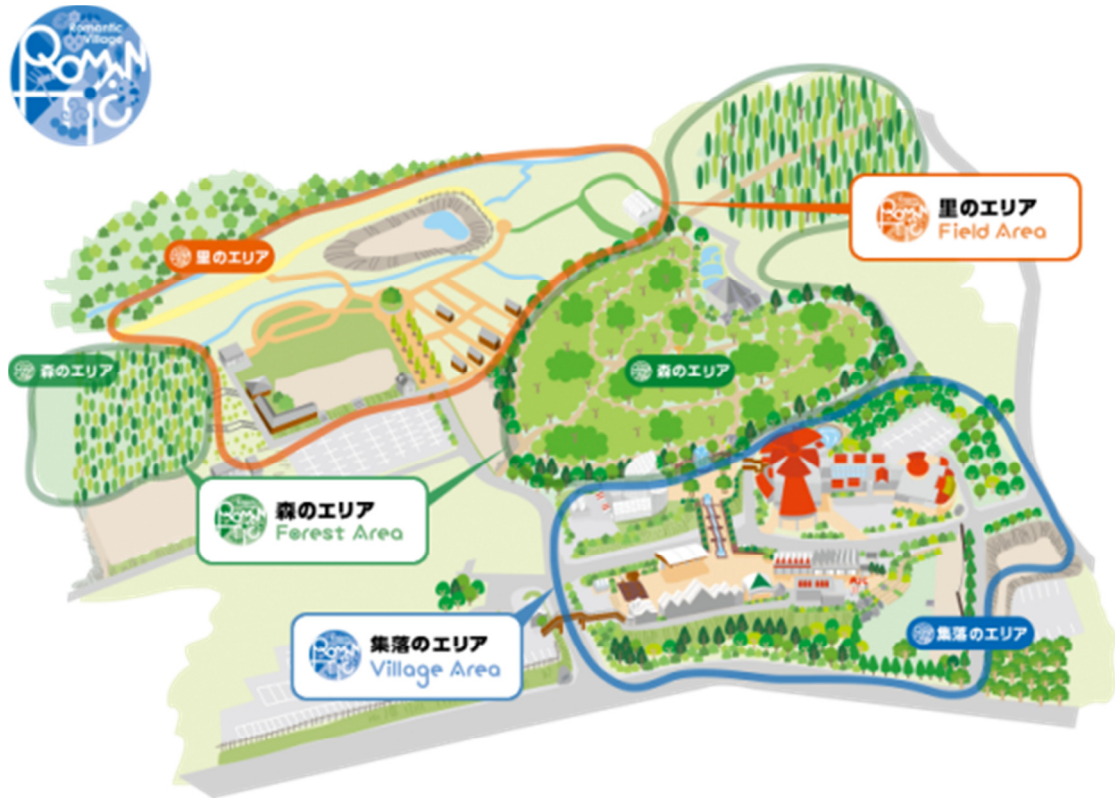 Romantic
Village
ROMANTIC
里のエリア
Field Area
里のエリア
森のエリア
森のエリア
森のエリア
Forest Area
集落のエリア
Village Area
集落のエリア